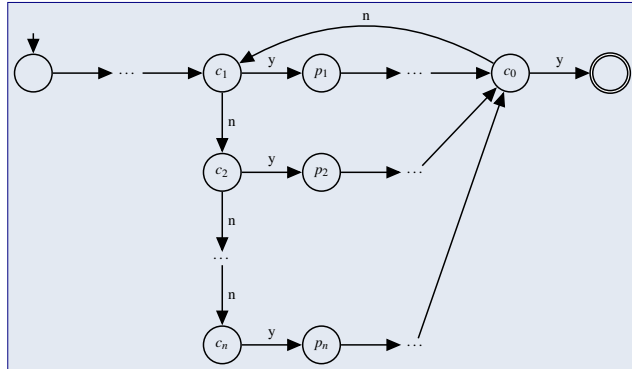 n
… c₁ y p₁ … c₀ y
n
c₂ y p₂ …
n
…
n
cₙ y pₙ …